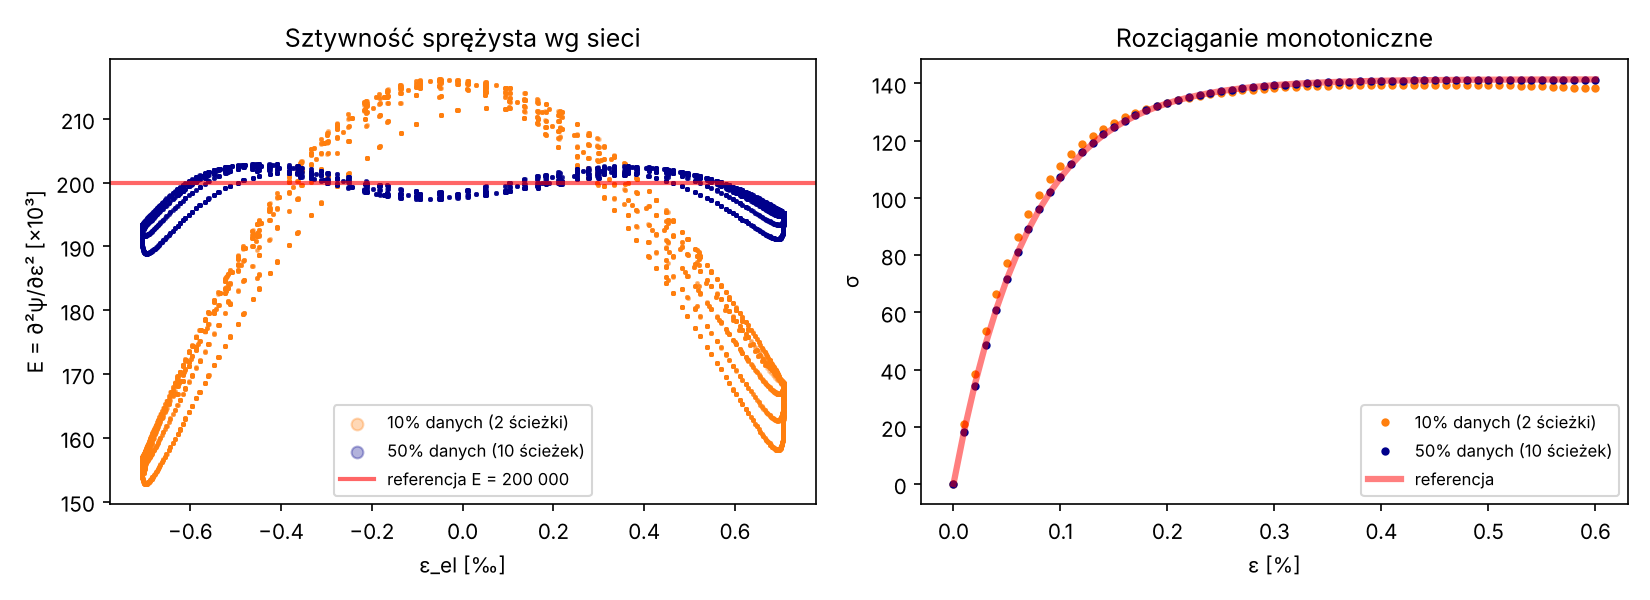 Sztywność sprężysta wg sieci
E = ∂²ψ/∂ε² [×10³]
210
200
190
180
170
160
150
10% danych (2 ścieżki)
50% danych (10 ścieżek)
referencja E = 200 000
−0.6
−0.4
−0.2
0.0
0.2
0.4
0.6
ε_el [‰]
Rozciąganie monotoniczne
σ
140
120
100
80
60
40
20
0
10% danych (2 ścieżki)
50% danych (10 ścieżek)
referencja
0.0
0.1
0.2
0.3
0.4
0.5
0.6
ε [%]